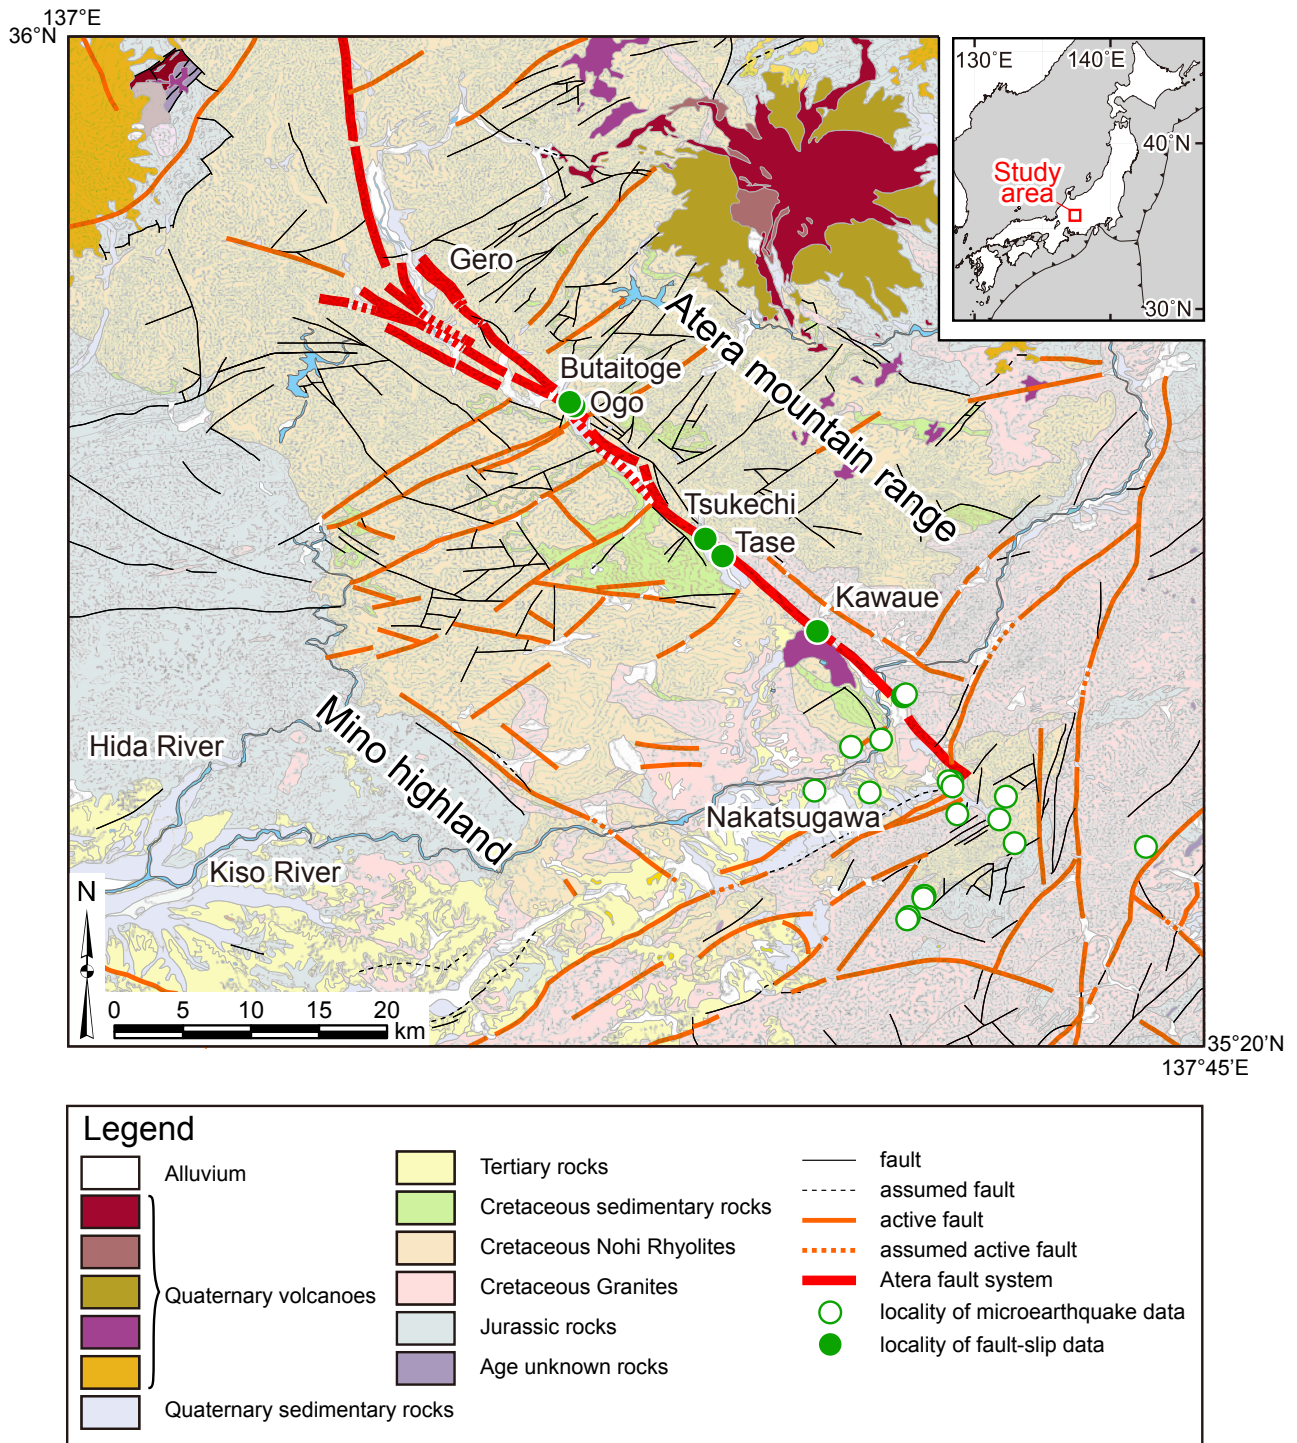 137°E
36°N
130°E
140°E
40°N
Study
area
30°N
Gero
Atera mountain range
Butaitoge
Ogo
Tsukechi
Tase
Kawaue
Mino highland
Hida River
Nakatsugawa
Kiso River
N
0 5 10 15 20
km
35°20'N
137°45'E
Legend
Alluvium
Quaternary volcanoes
Quaternary sedimentary rocks
Tertiary rocks
Cretaceous sedimentary rocks
Cretaceous Nohi Rhyolites
Cretaceous Granites
Jurassic rocks
Age unknown rocks
fault
assumed fault
active fault
assumed active fault
Atera fault system
locality of microearthquake data
locality of fault-slip data